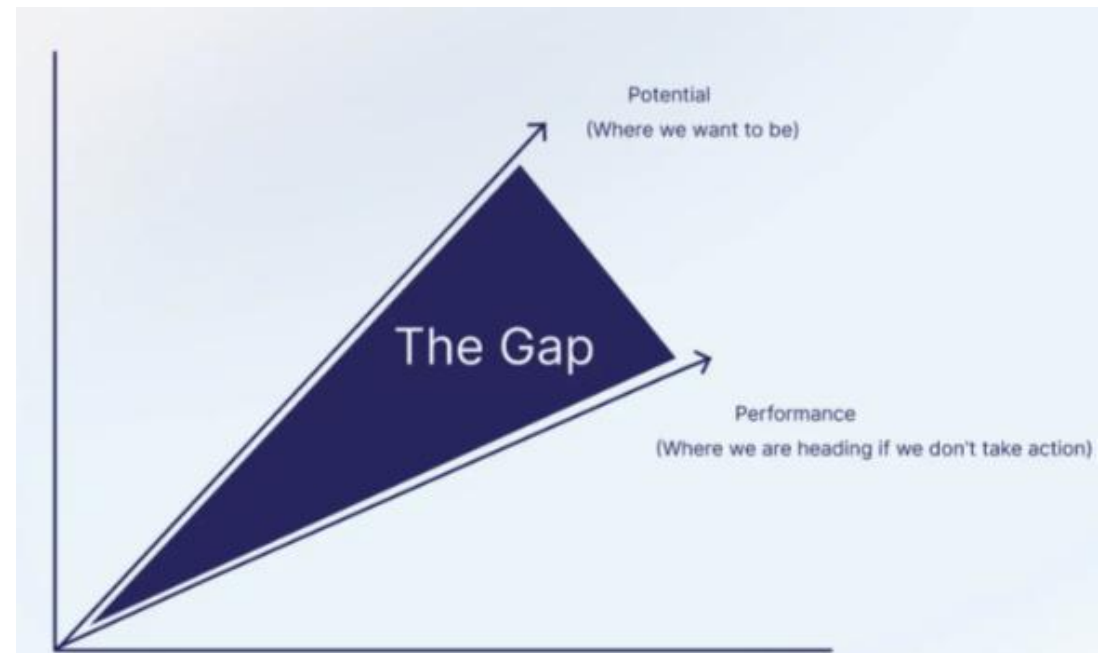 Potential
(Where we want to be)
The Gap
Performance
(Where we are heading if we don't take action)